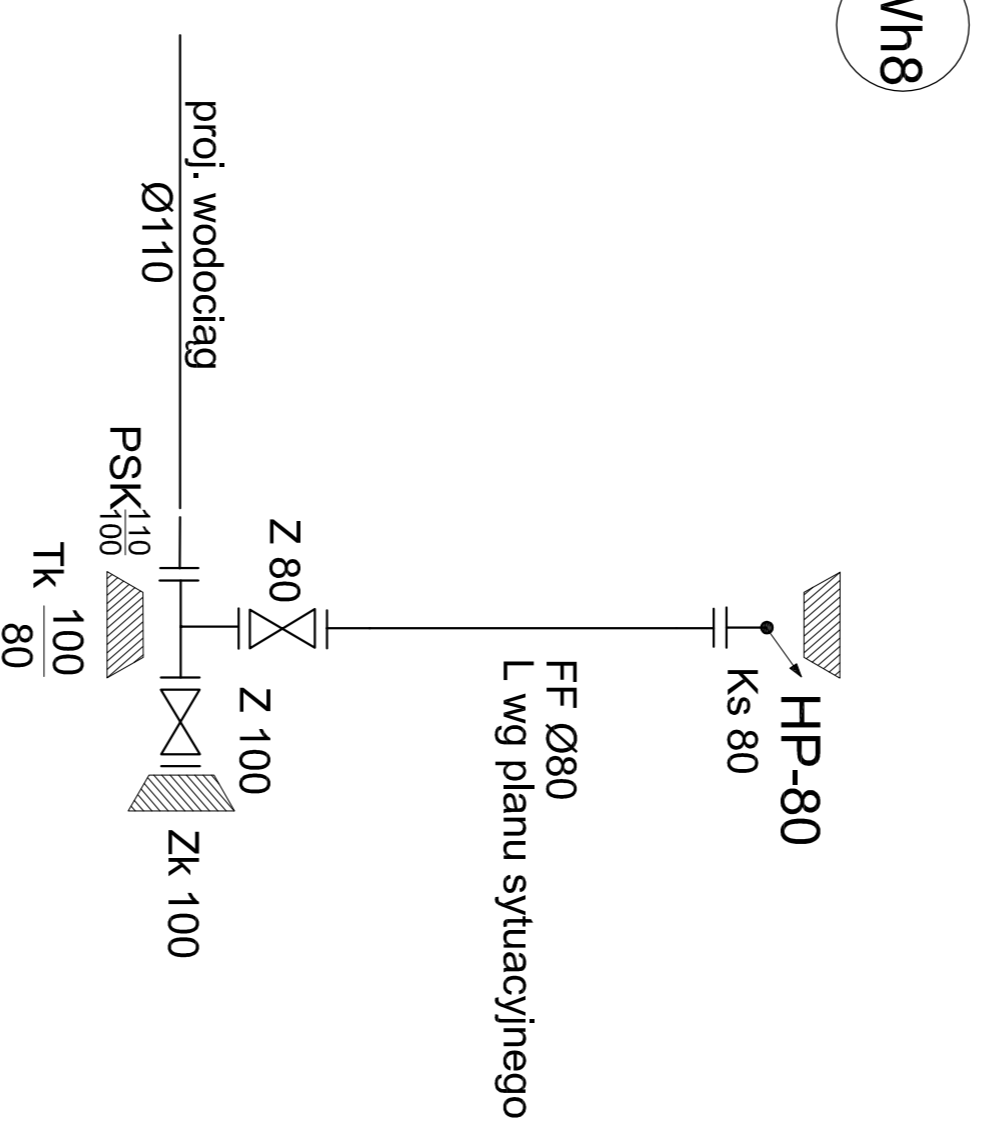 HP-80
Ks 80
FF Ø80
L wg planu sytuacyjnego
Z 80
Z 100
proj. wodociąg
Ø110
PSK 110/100
Zk 100
Tk 100/80